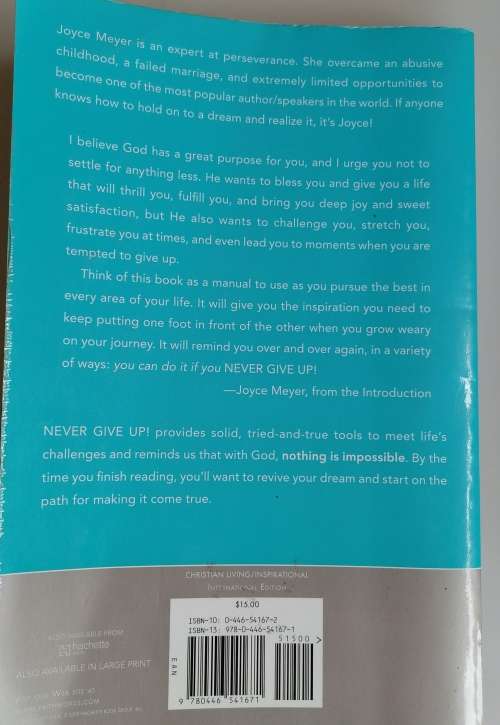 Joyce Meyer is an expert at perseverance. She overcame an abusive
childhood, a failed marriage, and extremely limited opportunities to
become one of the most popular author/speakers in the world. If anyone
knows how to hold on to a dream and realize it, it's Joyce!
I believe God has a great purpose for you, and I urge you not to
settle for anything less. He wants to bless you and give you a life
that will thrill you, fulfill you, and bring you deep joy and sweet
satisfaction, but He also wants to challenge you, stretch you,
frustrate you at times, and even lead you to moments when you are
tempted to give up.
Think of this book as a manual to use as you pursue the best in
every area of your life. It will give you the inspiration you need to
keep putting one foot in front of the other when you grow weary
on your journey. It will remind you over and over again, in a variety
of ways: you can do it if you NEVER GIVE UP!
—Joyce Meyer, from the Introduction
NEVER GIVE UP! provides solid, tried-and-true tools to meet life's
challenges and reminds us that with God, nothing is impossible. By the
time you finish reading, you'll want to revive your dream and start on the
path for making it come true.
CHRISTIAN LIVING/INSPIRATIONAL
INTERNATIONAL EDITION
$15.00
ISBN-10: 0-446-54167-2
ISBN-13: 978-0-446-54167-1
51500
EAN
9 780446 541671
ALSO AVAILABLE FROM
hachette
ALSO AVAILABLE IN LARGE PRINT
WEB SITE AT